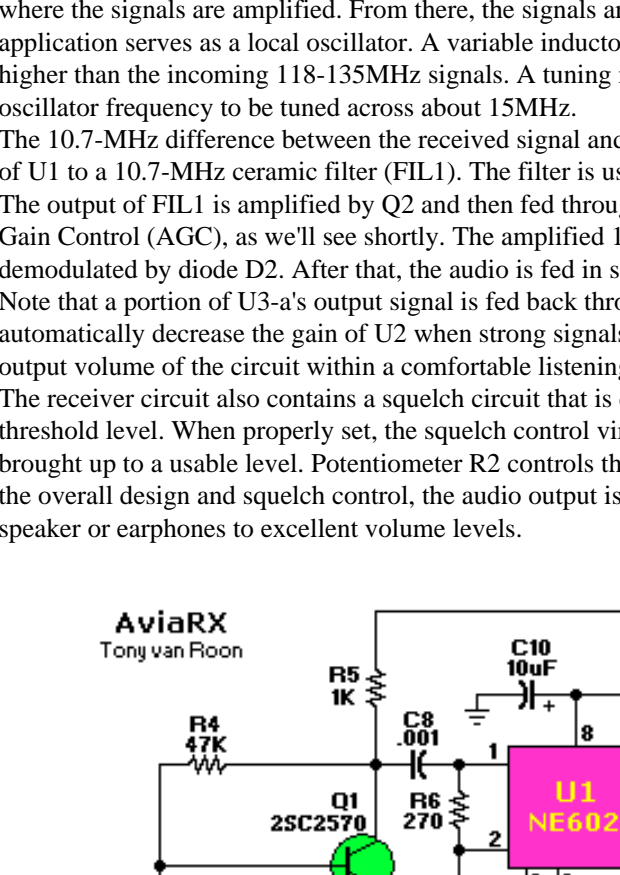 where the signals are amplified. From there, the signals
application serves as a local oscillator. A variable
higher than the incoming 118-135MHz signals. A tuning
oscillator frequency to be tuned across about 15MHz.
The 10.7-MHz difference between the received signal and
of U1 to a 10.7-MHz ceramic filter (FIL1). The filter is
The output of FIL1 is amplified by Q2 and then fed
Gain Control (AGC), as we'll see shortly. The amplified
demodulated by diode D2. After that, the audio is fed in
Note that a portion of U3-a's output signal is fed back
automatically decrease the gain of U2 when strong signals
output volume of the circuit within a comfortable listening
The receiver circuit also contains a squelch circuit that is
threshold level. When properly set, the squelch control
brought up to a usable level. Potentiometer R2 controls
the overall design and squelch control, the audio output is
speaker or earphones to excellent volume levels.
AviaRX
Tony van Roon
R5
1K
C10
10uF
+
R4
47K
C8
.001
8
1
U1
NE602
Q1
2SC2570
R6
270
2